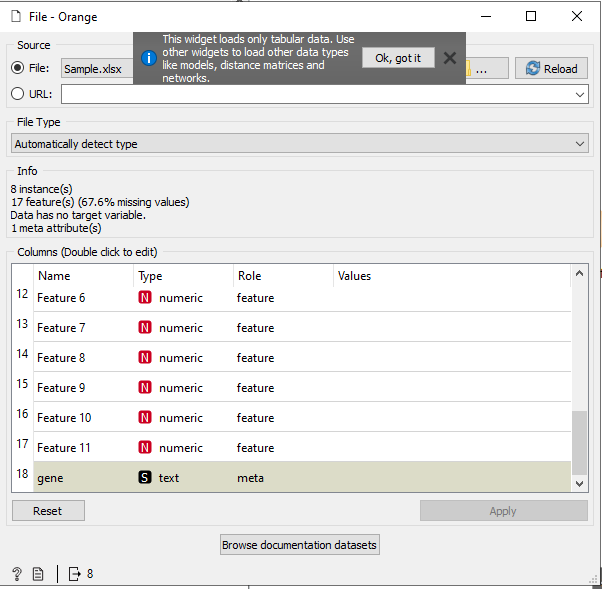 File - Orange
Source
File:
Sample.xlsx
This widget loads only tabular data. Use
other widgets to load other data types
like models, distance matrices and
networks.
Ok, got it
...
Reload
URL:
File Type
Automatically detect type
Info
8 instance(s)
17 feature(s) (67.6% missing values)
Data has no target variable.
1 meta attribute(s)
Columns (Double click to edit)
Name Type Role Values
12 Feature 6 N numeric feature
13 Feature 7 N numeric feature
14 Feature 8 N numeric feature
15 Feature 9 N numeric feature
16 Feature 10 N numeric feature
17 Feature 11 N numeric feature
18 gene S text meta
Reset Apply
Browse documentation datasets
? 8